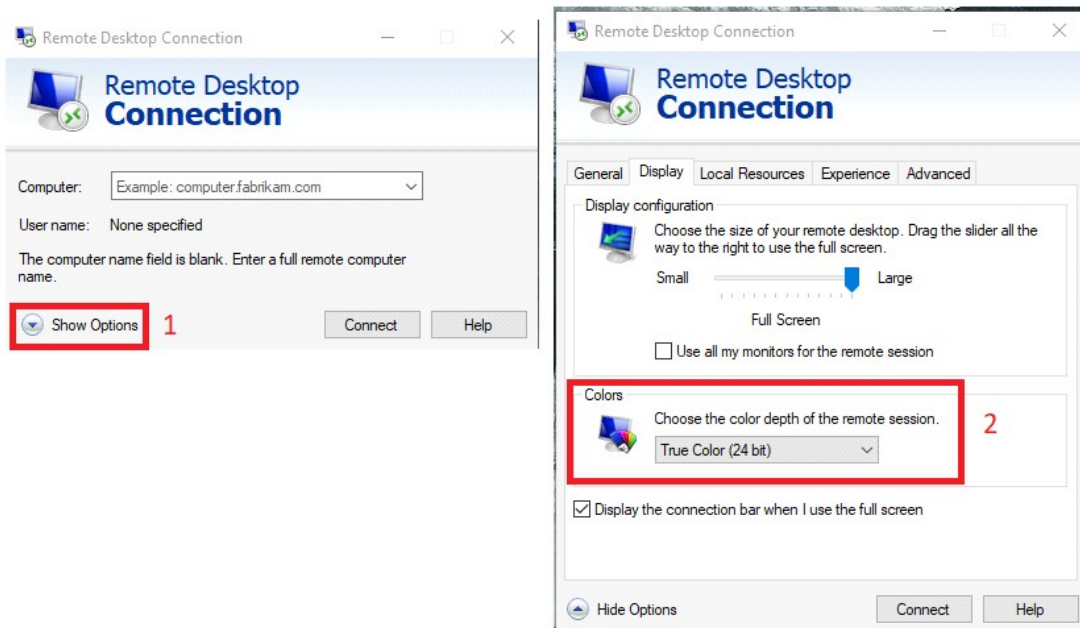 Remote Desktop Connection
Remote Desktop
Connection
Computer:
Example: computer.fabrikam.com
User name:
None specified
The computer name field is blank. Enter a full remote computer
name.
Show Options
1
Connect
Help
Remote Desktop Connection
Remote Desktop
Connection
General
Display
Local Resources
Experience
Advanced
Display configuration
Choose the size of your remote desktop. Drag the slider all the
way to the right to use the full screen.
Small
Large
Full Screen
Use all my monitors for the remote session
Colors
Choose the color depth of the remote session.
True Color (24 bit)
2
Display the connection bar when I use the full screen
Hide Options
Connect
Help